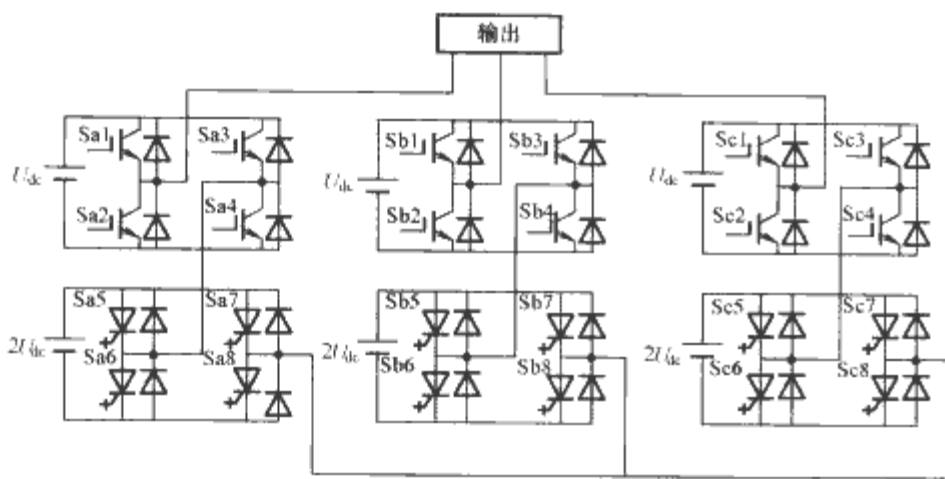 输出
Sa1 Sa3 Sb1 Sb3 Sc1 Sc3
Udc Udc Udc
Sa2 Sa4 Sb2 Sb4 Sc2 Sc4
Sa5 Sa7 Sb5 Sb7 Sc5 Sc7
2Udc 2Udc 2Udc
Sa6 Sa8 Sb6 Sb8 Sc6 Sc8